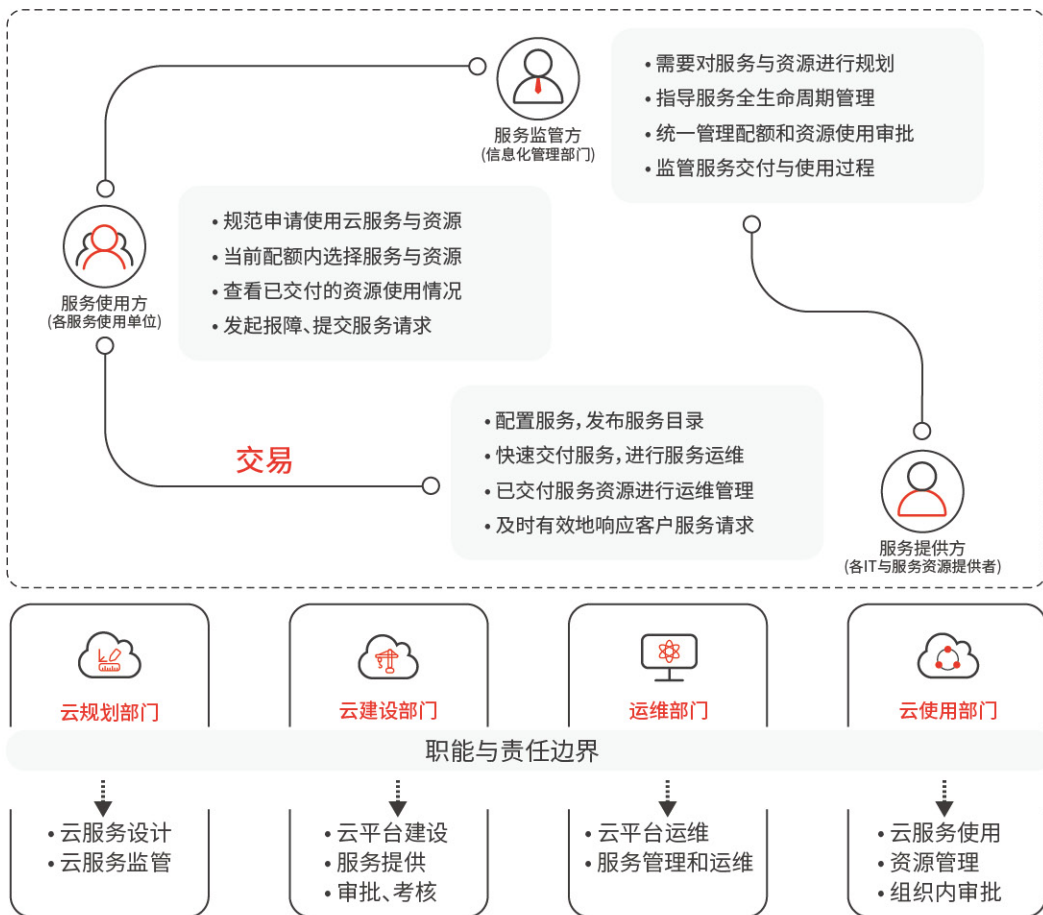 服务监管方
(信息化管理部门)
• 需要对服务与资源进行规划
• 指导服务全生命周期管理
• 统一管理配额和资源使用审批
• 监管服务交付与使用过程
服务使用方
(各服务使用单位)
• 规范申请使用云服务与资源
• 当前配额内选择服务与资源
• 查看已交付的资源使用情况
• 发起报障、提交服务请求
交易
• 配置服务,发布服务目录
• 快速交付服务,进行服务运维
• 已交付服务资源进行运维管理
• 及时有效地响应客户服务请求
服务提供方
(各IT与服务资源提供者)
云规划部门
云建设部门
运维部门
云使用部门
职能与责任边界
• 云服务设计
• 云服务监管
• 云平台建设
• 服务提供
• 审批、考核
• 云平台运维
• 服务管理和运维
• 云服务使用
• 资源管理
• 组织内审批